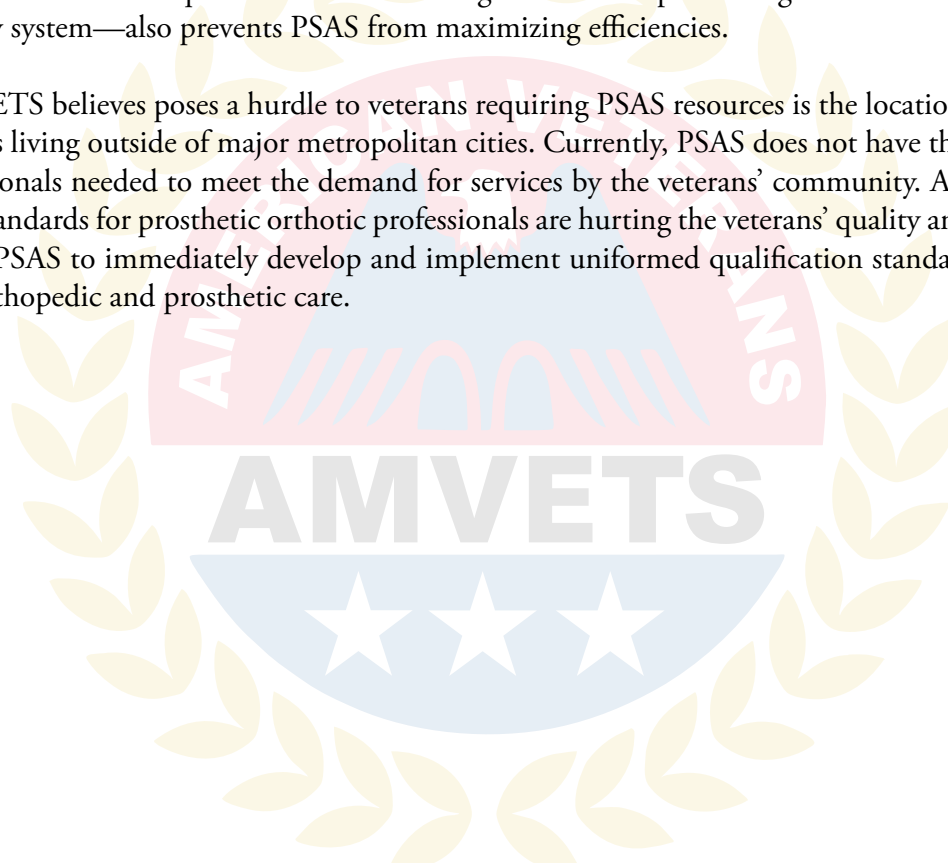 system—also prevents PSAS from maximizing efficiencies.
ETS believes poses a hurdle to veterans requiring PSAS resources is the locatio
s living outside of major metropolitan cities. Currently, PSAS does not have th
onals needed to meet the demand for services by the veterans’ community. A
andards for prosthetic orthotic professionals are hurting the veterans’ quality an
PSAS to immediately develop and implement uniformed qualification standa
thopedic and prosthetic care.
AMERICAN VETERANS
AMVETS